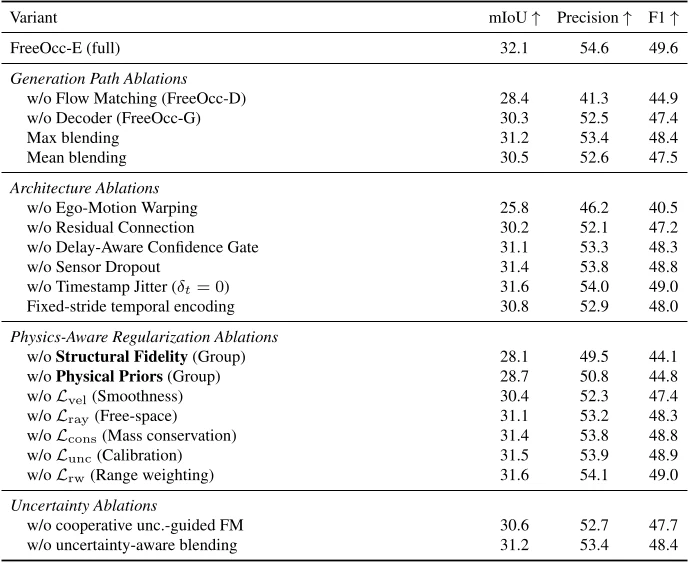 Variant mIoU ↑ Precision ↑ F1 ↑
FreeOcc-E (full) 32.1 54.6 49.6
Generation Path Ablations
w/o Flow Matching (FreeOcc-D) 28.4 41.3 44.9
w/o Decoder (FreeOcc-G) 30.3 52.5 47.4
Max blending 31.2 53.4 48.4
Mean blending 30.5 52.6 47.5
Architecture Ablations
w/o Ego-Motion Warping 25.8 46.2 40.5
w/o Residual Connection 30.2 52.1 47.2
w/o Delay-Aware Confidence Gate 31.1 53.3 48.3
w/o Sensor Dropout 31.4 53.8 48.8
w/o Timestamp Jitter (δₜ = 0) 31.6 54.0 49.0
Fixed-stride temporal encoding 30.8 52.9 48.0
Physics-Aware Regularization Ablations
w/o Structural Fidelity (Group) 28.1 49.5 44.1
w/o Physical Priors (Group) 28.7 50.8 44.8
w/o ℒ_vel (Smoothness) 30.4 52.3 47.4
w/o ℒ_ray (Free-space) 31.1 53.2 48.3
w/o ℒ_cons (Mass conservation) 31.4 53.8 48.8
w/o ℒ_unc (Calibration) 31.5 53.9 48.9
w/o ℒ_rw (Range weighting) 31.6 54.1 49.0
Uncertainty Ablations
w/o cooperative unc.-guided FM 30.6 52.7 47.7
w/o uncertainty-aware blending 31.2 53.4 48.4